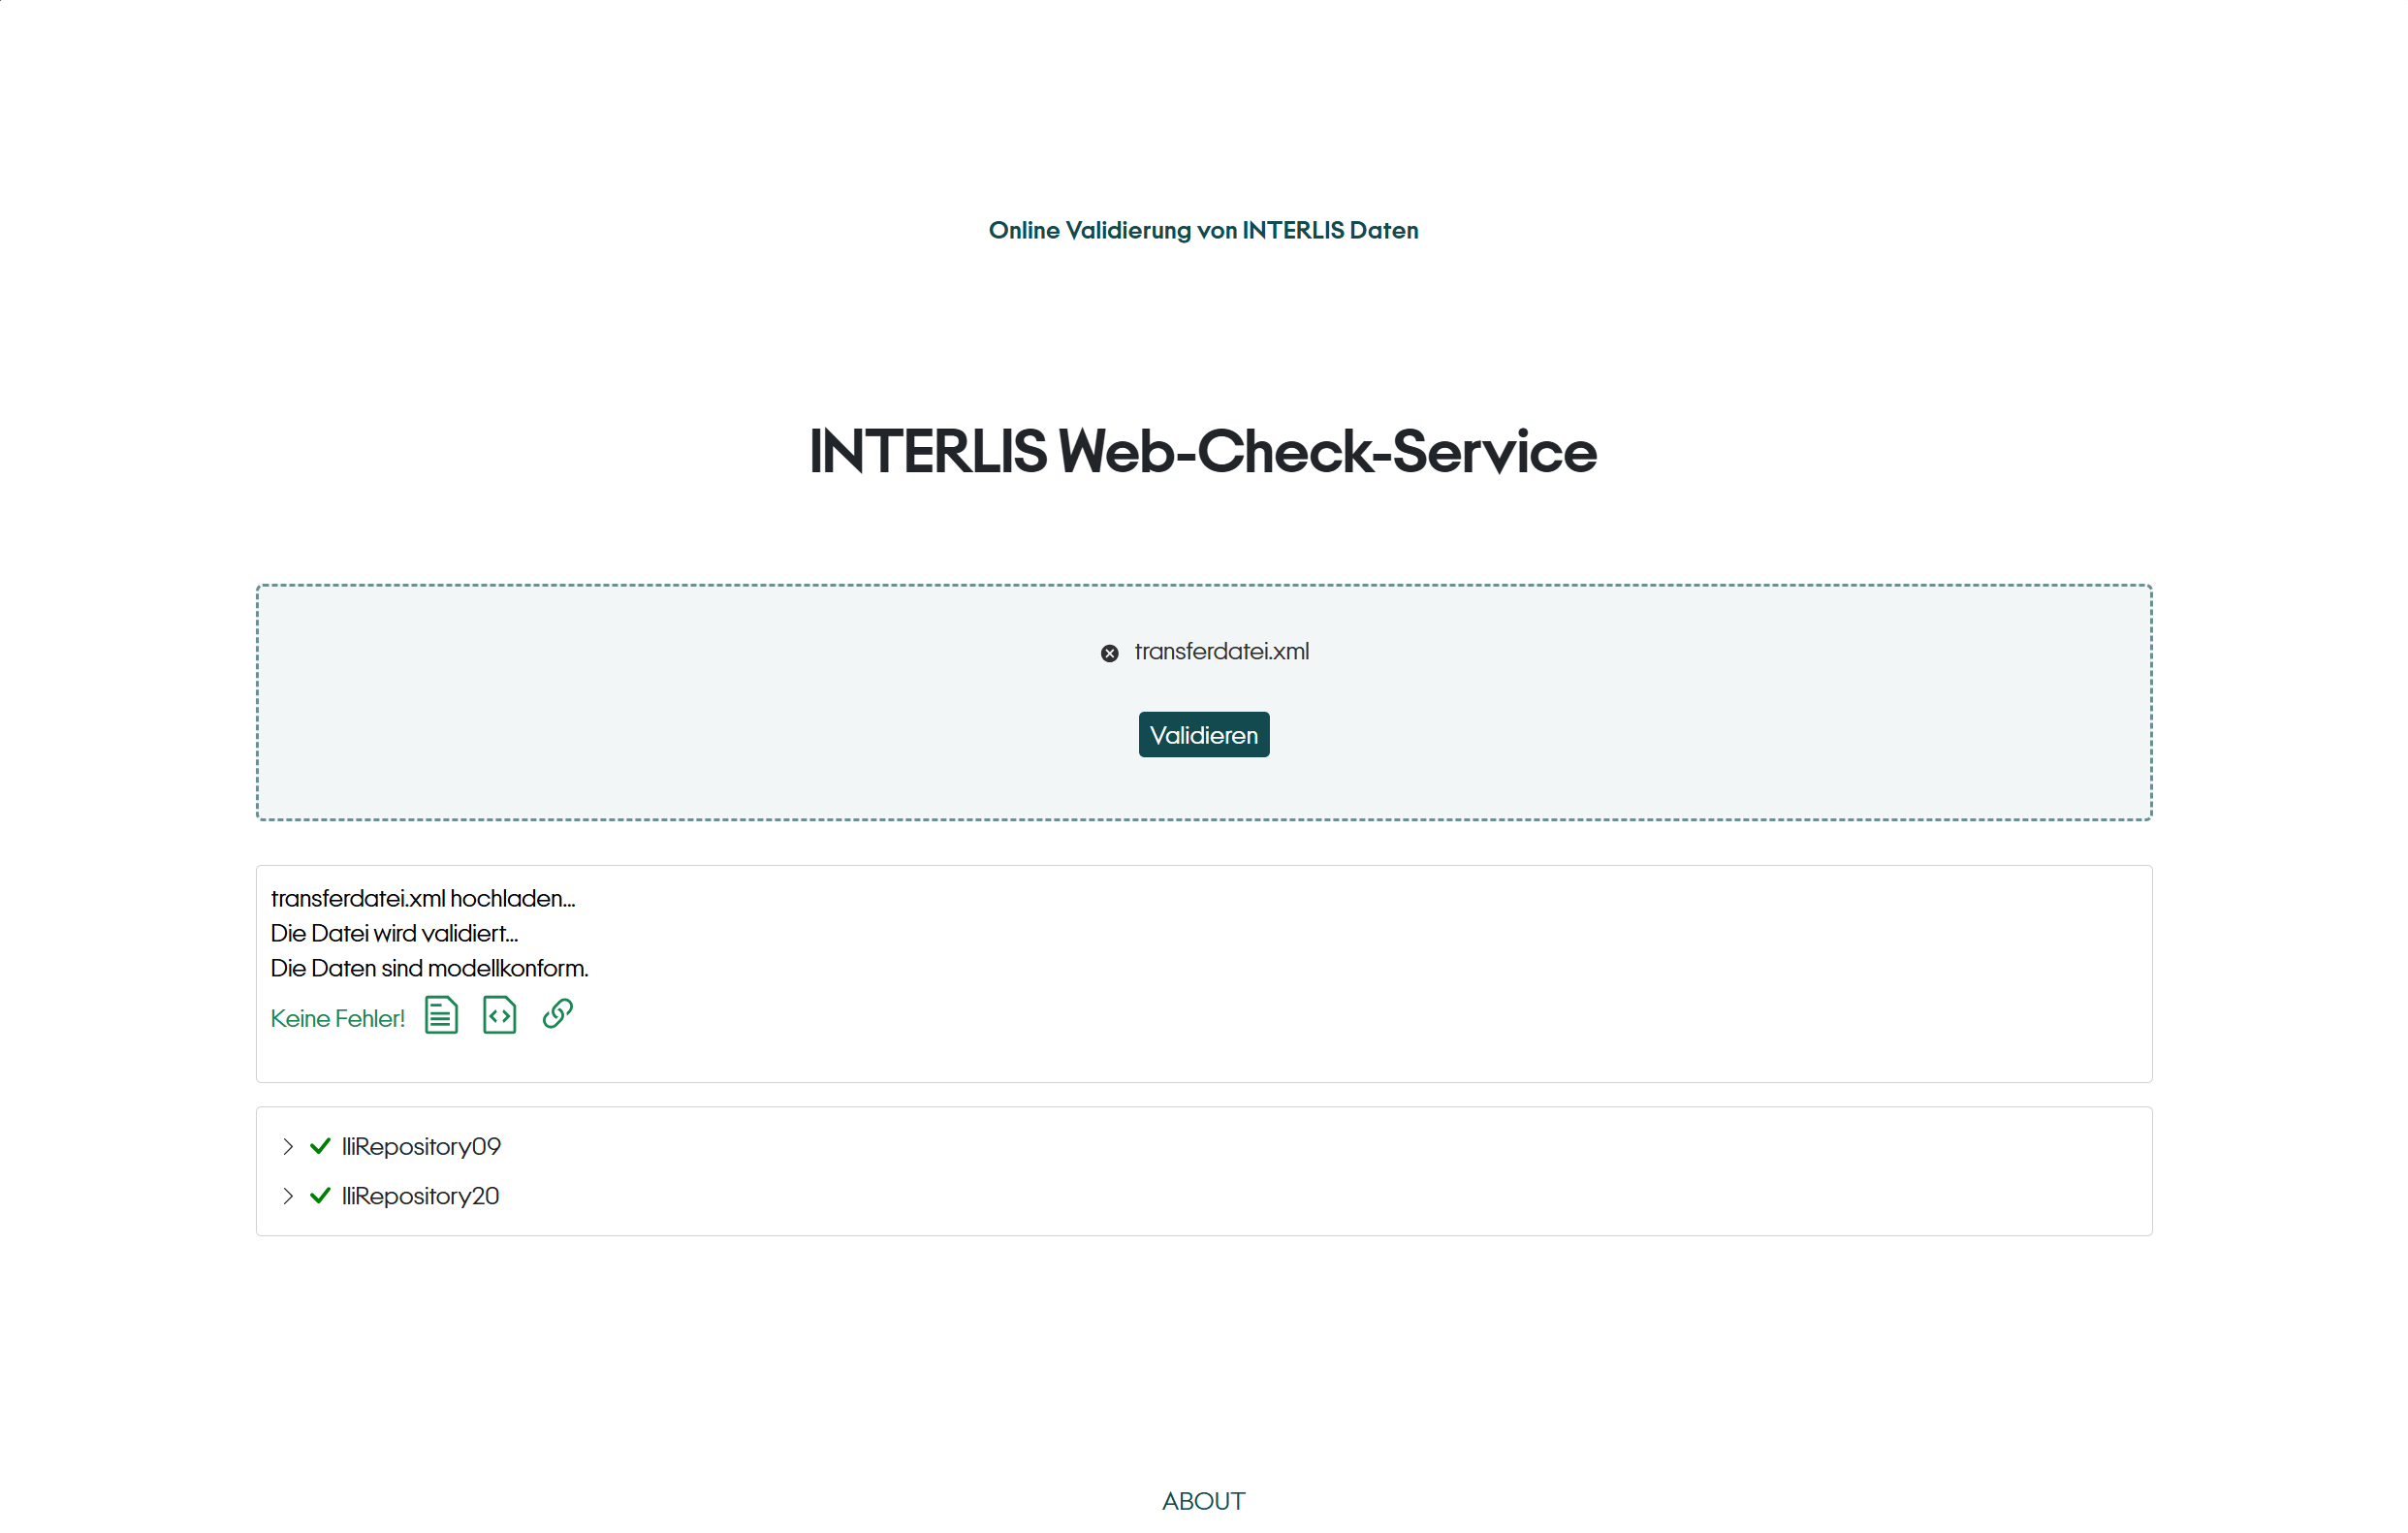 Online Validierung von INTERLIS Daten
INTERLIS Web-Check-Service
transferdatei.xml
Validieren
transferdatei.xml hochladen...
Die Datei wird validiert...
Die Daten sind modellkonform.
Keine Fehler!
IliRepository09
IliRepository20
ABOUT